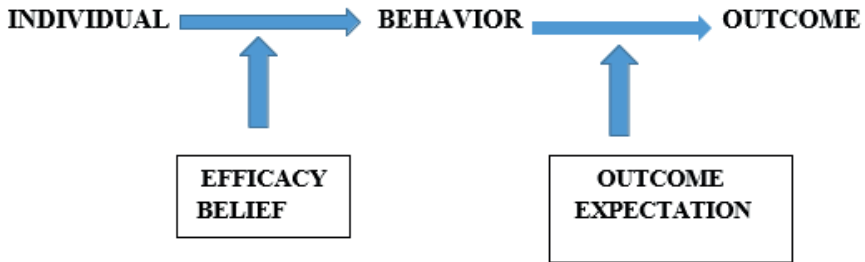 INDIVIDUAL BEHAVIOR OUTCOME
EFFICACY
BELIEF
OUTCOME
EXPECTATION